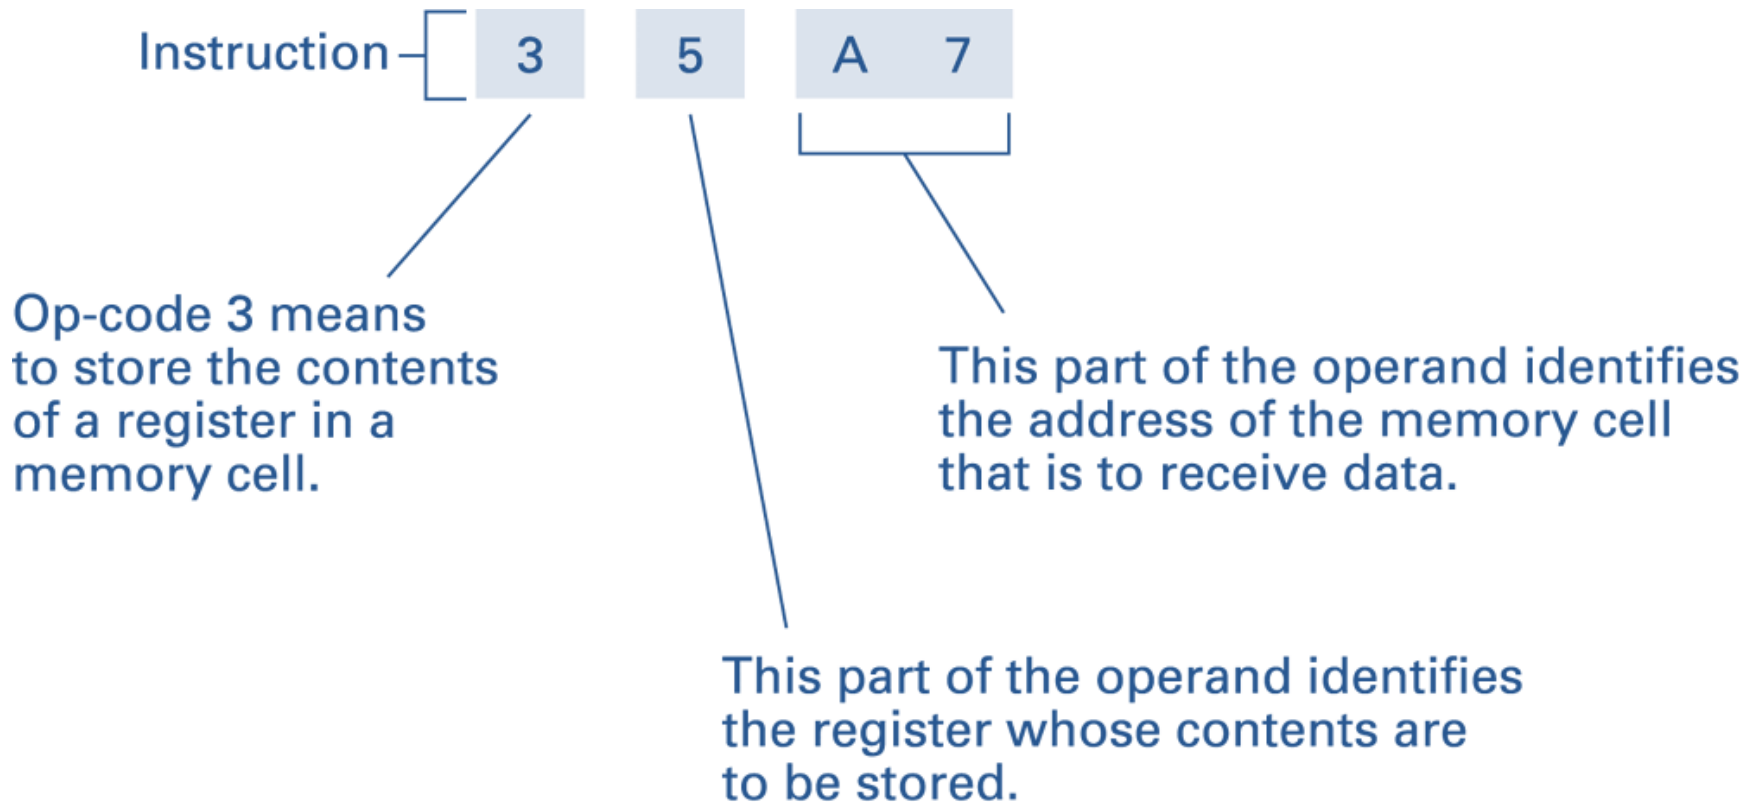 Instruction 3 5 A 7
Op-code 3 means
to store the contents
of a register in a
memory cell.
This part of the operand identifies
the address of the memory cell
that is to receive data.
This part of the operand identifies
the register whose contents are
to be stored.